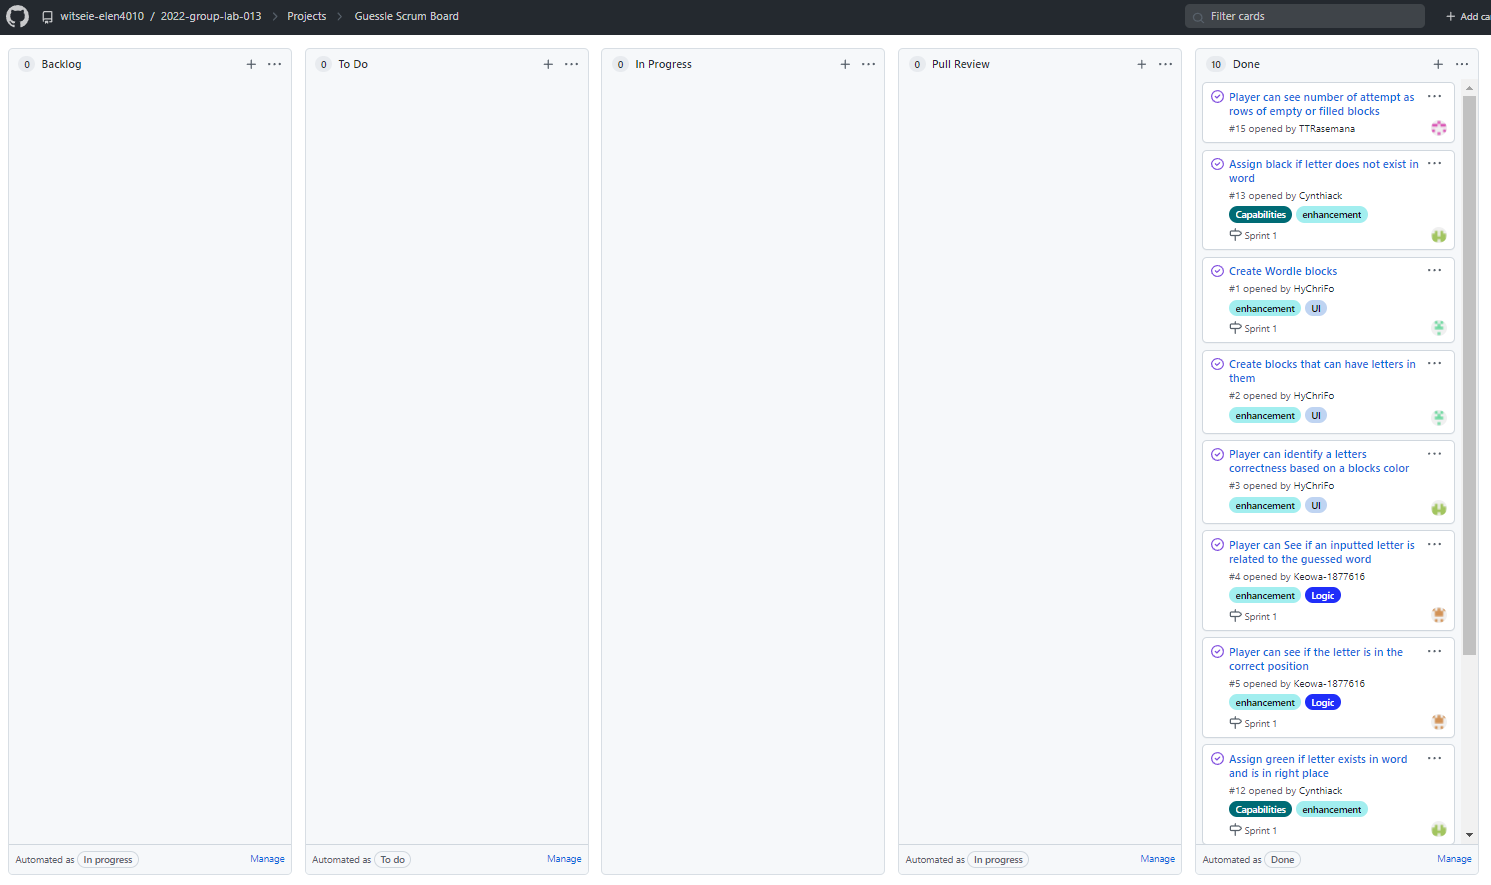 witseie-elen4010 / 2022-group-lab-013 Projects Guessle Scrum Board Filter cards + Add ca
0 Backlog
0 To Do
0 In Progress
0 Pull Review
10 Done
Player can see number of attempt as
rows of empty or filled blocks
#15 opened by TTRasemana
Assign black if letter does not exist in
word
#13 opened by Cynthiack
Capabilities enhancement
Sprint 1
Create Wordle blocks
#1 opened by HyChriFo
enhancement UI
Sprint 1
Create blocks that can have letters in
them
#2 opened by HyChriFo
enhancement UI
Player can identify a letters
correctness based on a blocks color
#3 opened by HyChriFo
enhancement UI
Player can See if an inputted letter is
related to the guessed word
#4 opened by Keowa-1877616
enhancement Logic
Sprint 1
Player can see if the letter is in the
correct position
#5 opened by Keowa-1877616
enhancement Logic
Sprint 1
Assign green if letter exists in word
and is in right place
#12 opened by Cynthiack
Capabilities enhancement
Sprint 1
Automated as In progress Manage
Automated as To do Manage
Automated as In progress Manage
Automated as Done Manage